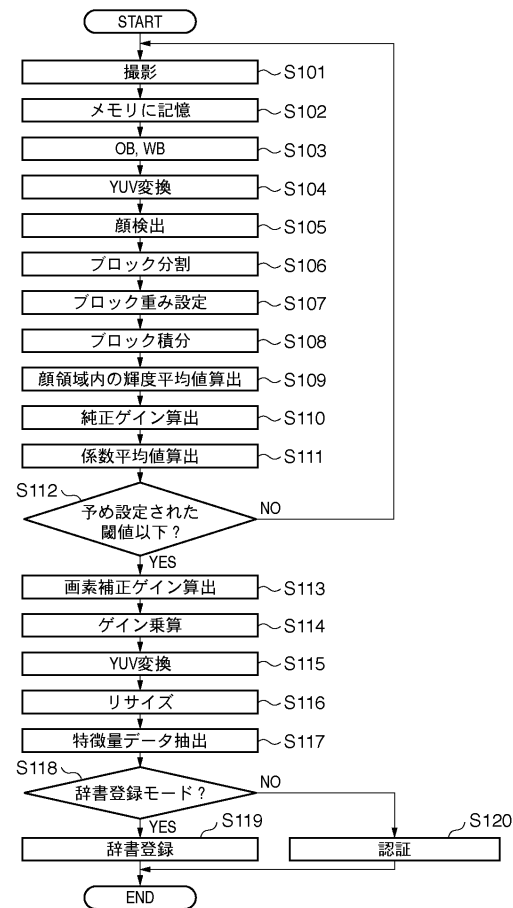 START
撮影 S101
メモリに記憶 S102
OB, WB S103
YUV変換 S104
顔検出 S105
ブロック分割 S106
ブロック重み設定 S107
ブロック積分 S108
顔領域内の輝度平均値算出 S109
純正ゲイン算出 S110
係数平均値算出 S111
S112
予め設定された
閾値以下？
NO
YES
画素補正ゲイン算出 S113
ゲイン乗算 S114
YUV変換 S115
リサイズ S116
特徴量データ抽出 S117
S118
辞書登録モード？
NO
YES
S119
辞書登録
S120
認証
END